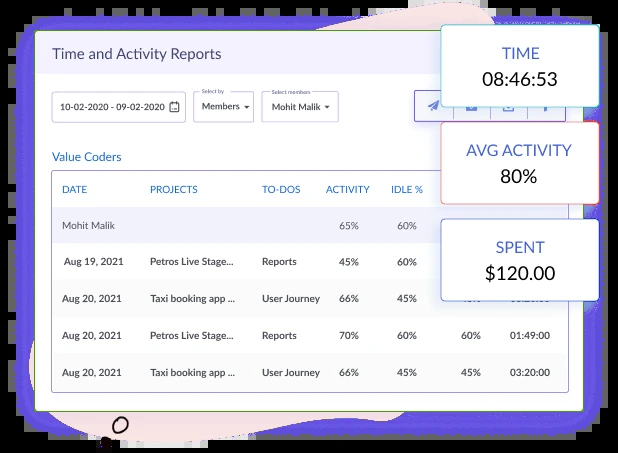 Time and Activity Reports
TIME
08:46:53
Select by
Select members
10-02-2020 - 09-02-2020
Members
Mohit Malik
AVG ACTIVITY
80%
Value Coders
DATE PROJECTS TO-DOS ACTIVITY IDLE %
Mohit Malik 65% 60%
SPENT
$120.00
Aug 19, 2021 Petros Live Stage... Reports 45% 60%
Aug 20, 2021 Taxi booking app ... User Journey 66% 45%
Aug 20, 2021 Petros Live Stage... Reports 70% 60% 60% 01:49:00
Aug 20, 2021 Taxi booking app ... User Journey 66% 45% 45% 03:20:00